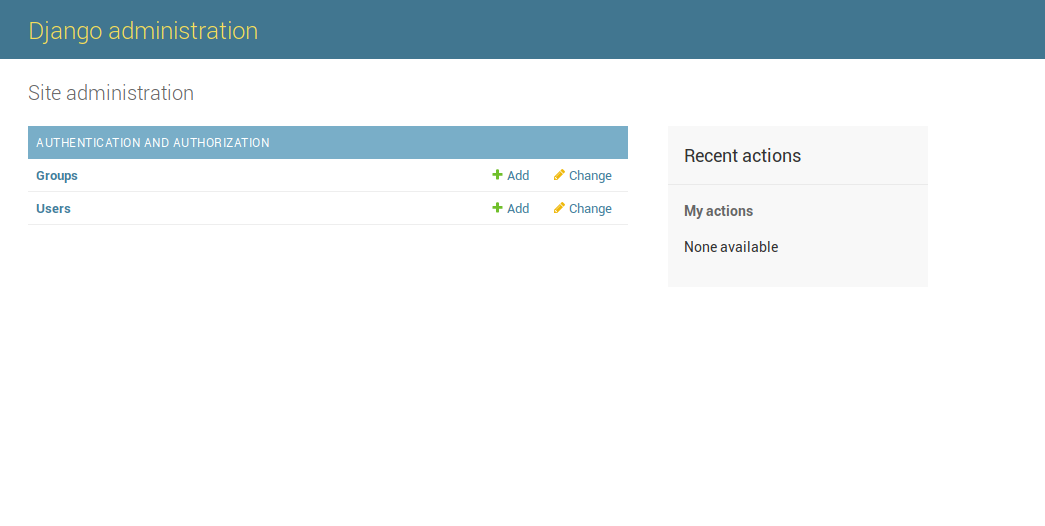 Django administration
Site administration
AUTHENTICATION AND AUTHORIZATION
Groups Add Change
Users Add Change
Recent actions
My actions
None available